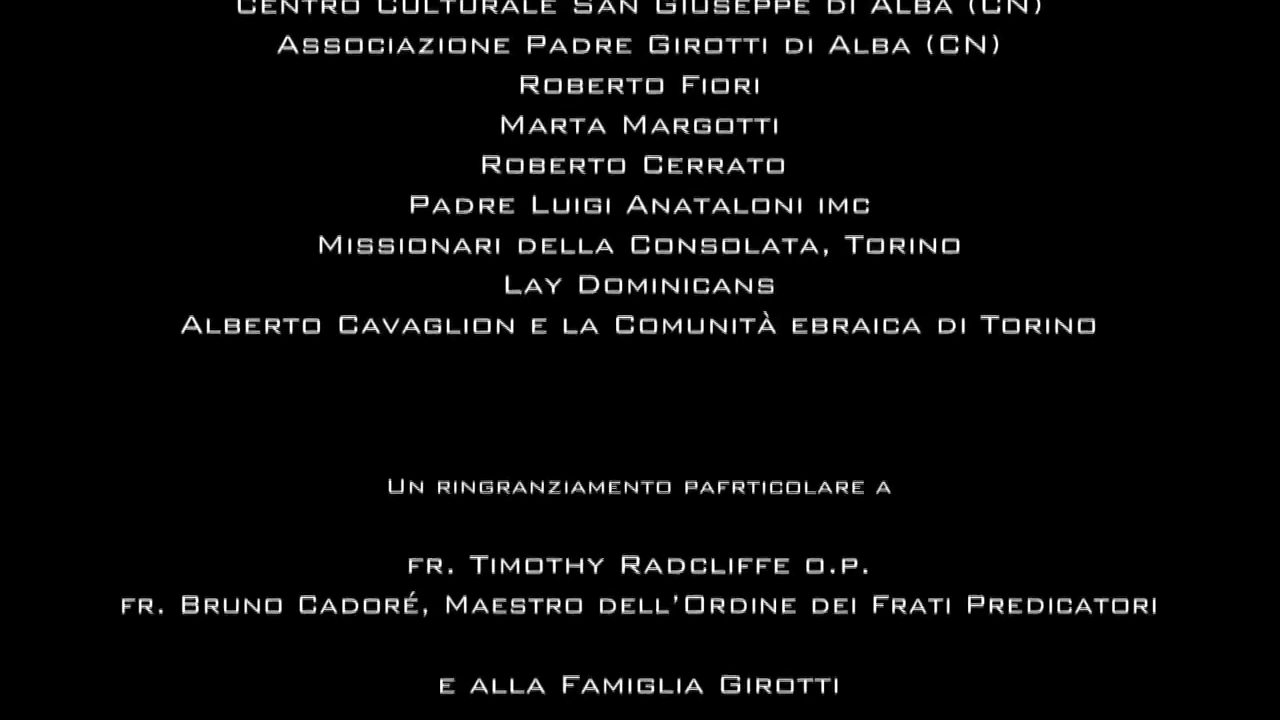 Centro Culturale San Giuseppe di Alba (CN)
Associazione Padre Girotti di Alba (CN)
Roberto Fiori
Marta Margotti
Roberto Cerrato
Padre Luigi Anataloni imc
Missionari della Consolata, Torino
Lay Dominicans
Alberto Cavaglion e la Comunità ebraica di Torino
Un ringranziamento pafrticolare a
fr. Timothy Radcliffe o.p.
fr. Bruno Cadoré, Maestro dell'Ordine dei Frati Predicatori
e alla Famiglia Girotti